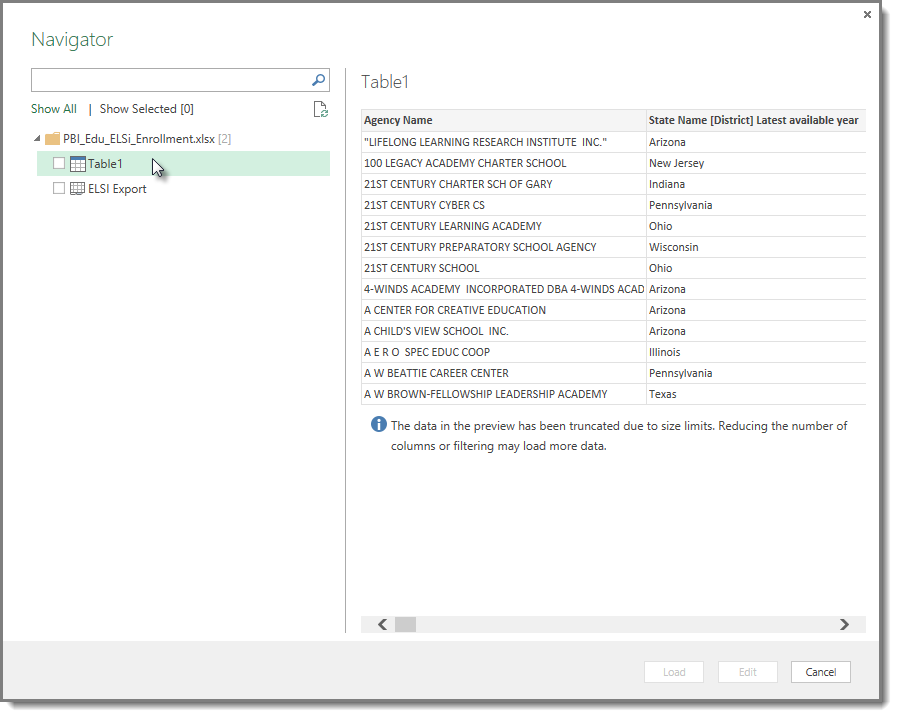 Navigator
Show All | Show Selected [0]
PBI_Edu_ELSi_Enrollment.xlsx [2]
Table1
ELSI Export
Table1
Agency Name State Name [District] Latest available year
"LIFELONG LEARNING RESEARCH INSTITUTE  INC." Arizona
100 LEGACY ACADEMY CHARTER SCHOOL New Jersey
21ST CENTURY CHARTER SCH OF GARY Indiana
21ST CENTURY CYBER CS Pennsylvania
21ST CENTURY LEARNING ACADEMY Ohio
21ST CENTURY PREPARATORY SCHOOL AGENCY Wisconsin
21ST CENTURY SCHOOL Ohio
4-WINDS ACADEMY  INCORPORATED DBA 4-WINDS ACAD Arizona
A CENTER FOR CREATIVE EDUCATION Arizona
A CHILD'S VIEW SCHOOL  INC. Arizona
A E R O  SPEC EDUC COOP Illinois
A W BEATTIE CAREER CENTER Pennsylvania
A W BROWN-FELLOWSHIP LEADERSHIP ACADEMY Texas
The data in the preview has been truncated due to size limits. Reducing the number of
columns or filtering may load more data.
Load Edit Cancel